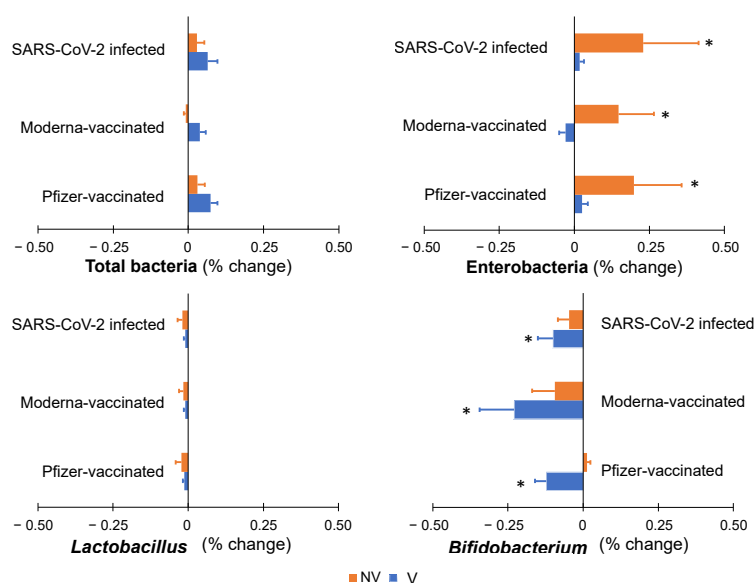 SARS-CoV-2 infected
Moderna-vaccinated
Pfizer-vaccinated
− 0.50 − 0.25 0 0.25 0.50
Total bacteria (% change)
SARS-CoV-2 infected *
Moderna-vaccinated *
Pfizer-vaccinated *
− 0.50 − 0.25 0 0.25 0.50
Enterobacteria (% change)
SARS-CoV-2 infected
Moderna-vaccinated
Pfizer-vaccinated
− 0.50 − 0.25 0 0.25 0.50
Lactobacillus (% change)
* SARS-CoV-2 infected
* Moderna-vaccinated
* Pfizer-vaccinated
− 0.50 − 0.25 0 0.25 0.50
Bifidobacterium (% change)
NV V